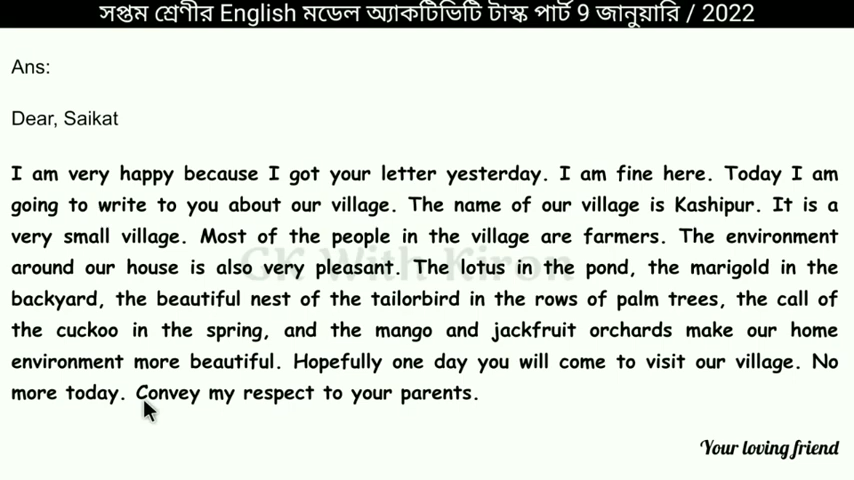 সপ্তম শ্রেণীর English মডেল অ্যাকটিভিটি টাস্ক পার্ট 9 জানুয়ারি / 2022
Ans:
Dear, Saikat
I am very happy because I got your letter yesterday. I am fine here. Today I am
going to write to you about our village. The name of our village is Kashipur. It is a
very small village. Most of the people in the village are farmers. The environment
around our house is also very pleasant. The lotus in the pond, the marigold in the
backyard, the beautiful nest of the tailorbird in the rows of palm trees, the call of
the cuckoo in the spring, and the mango and jackfruit orchards make our home
environment more beautiful. Hopefully one day you will come to visit our village. No
more today. Convey my respect to your parents.
Your loving friend
GK With Kiron